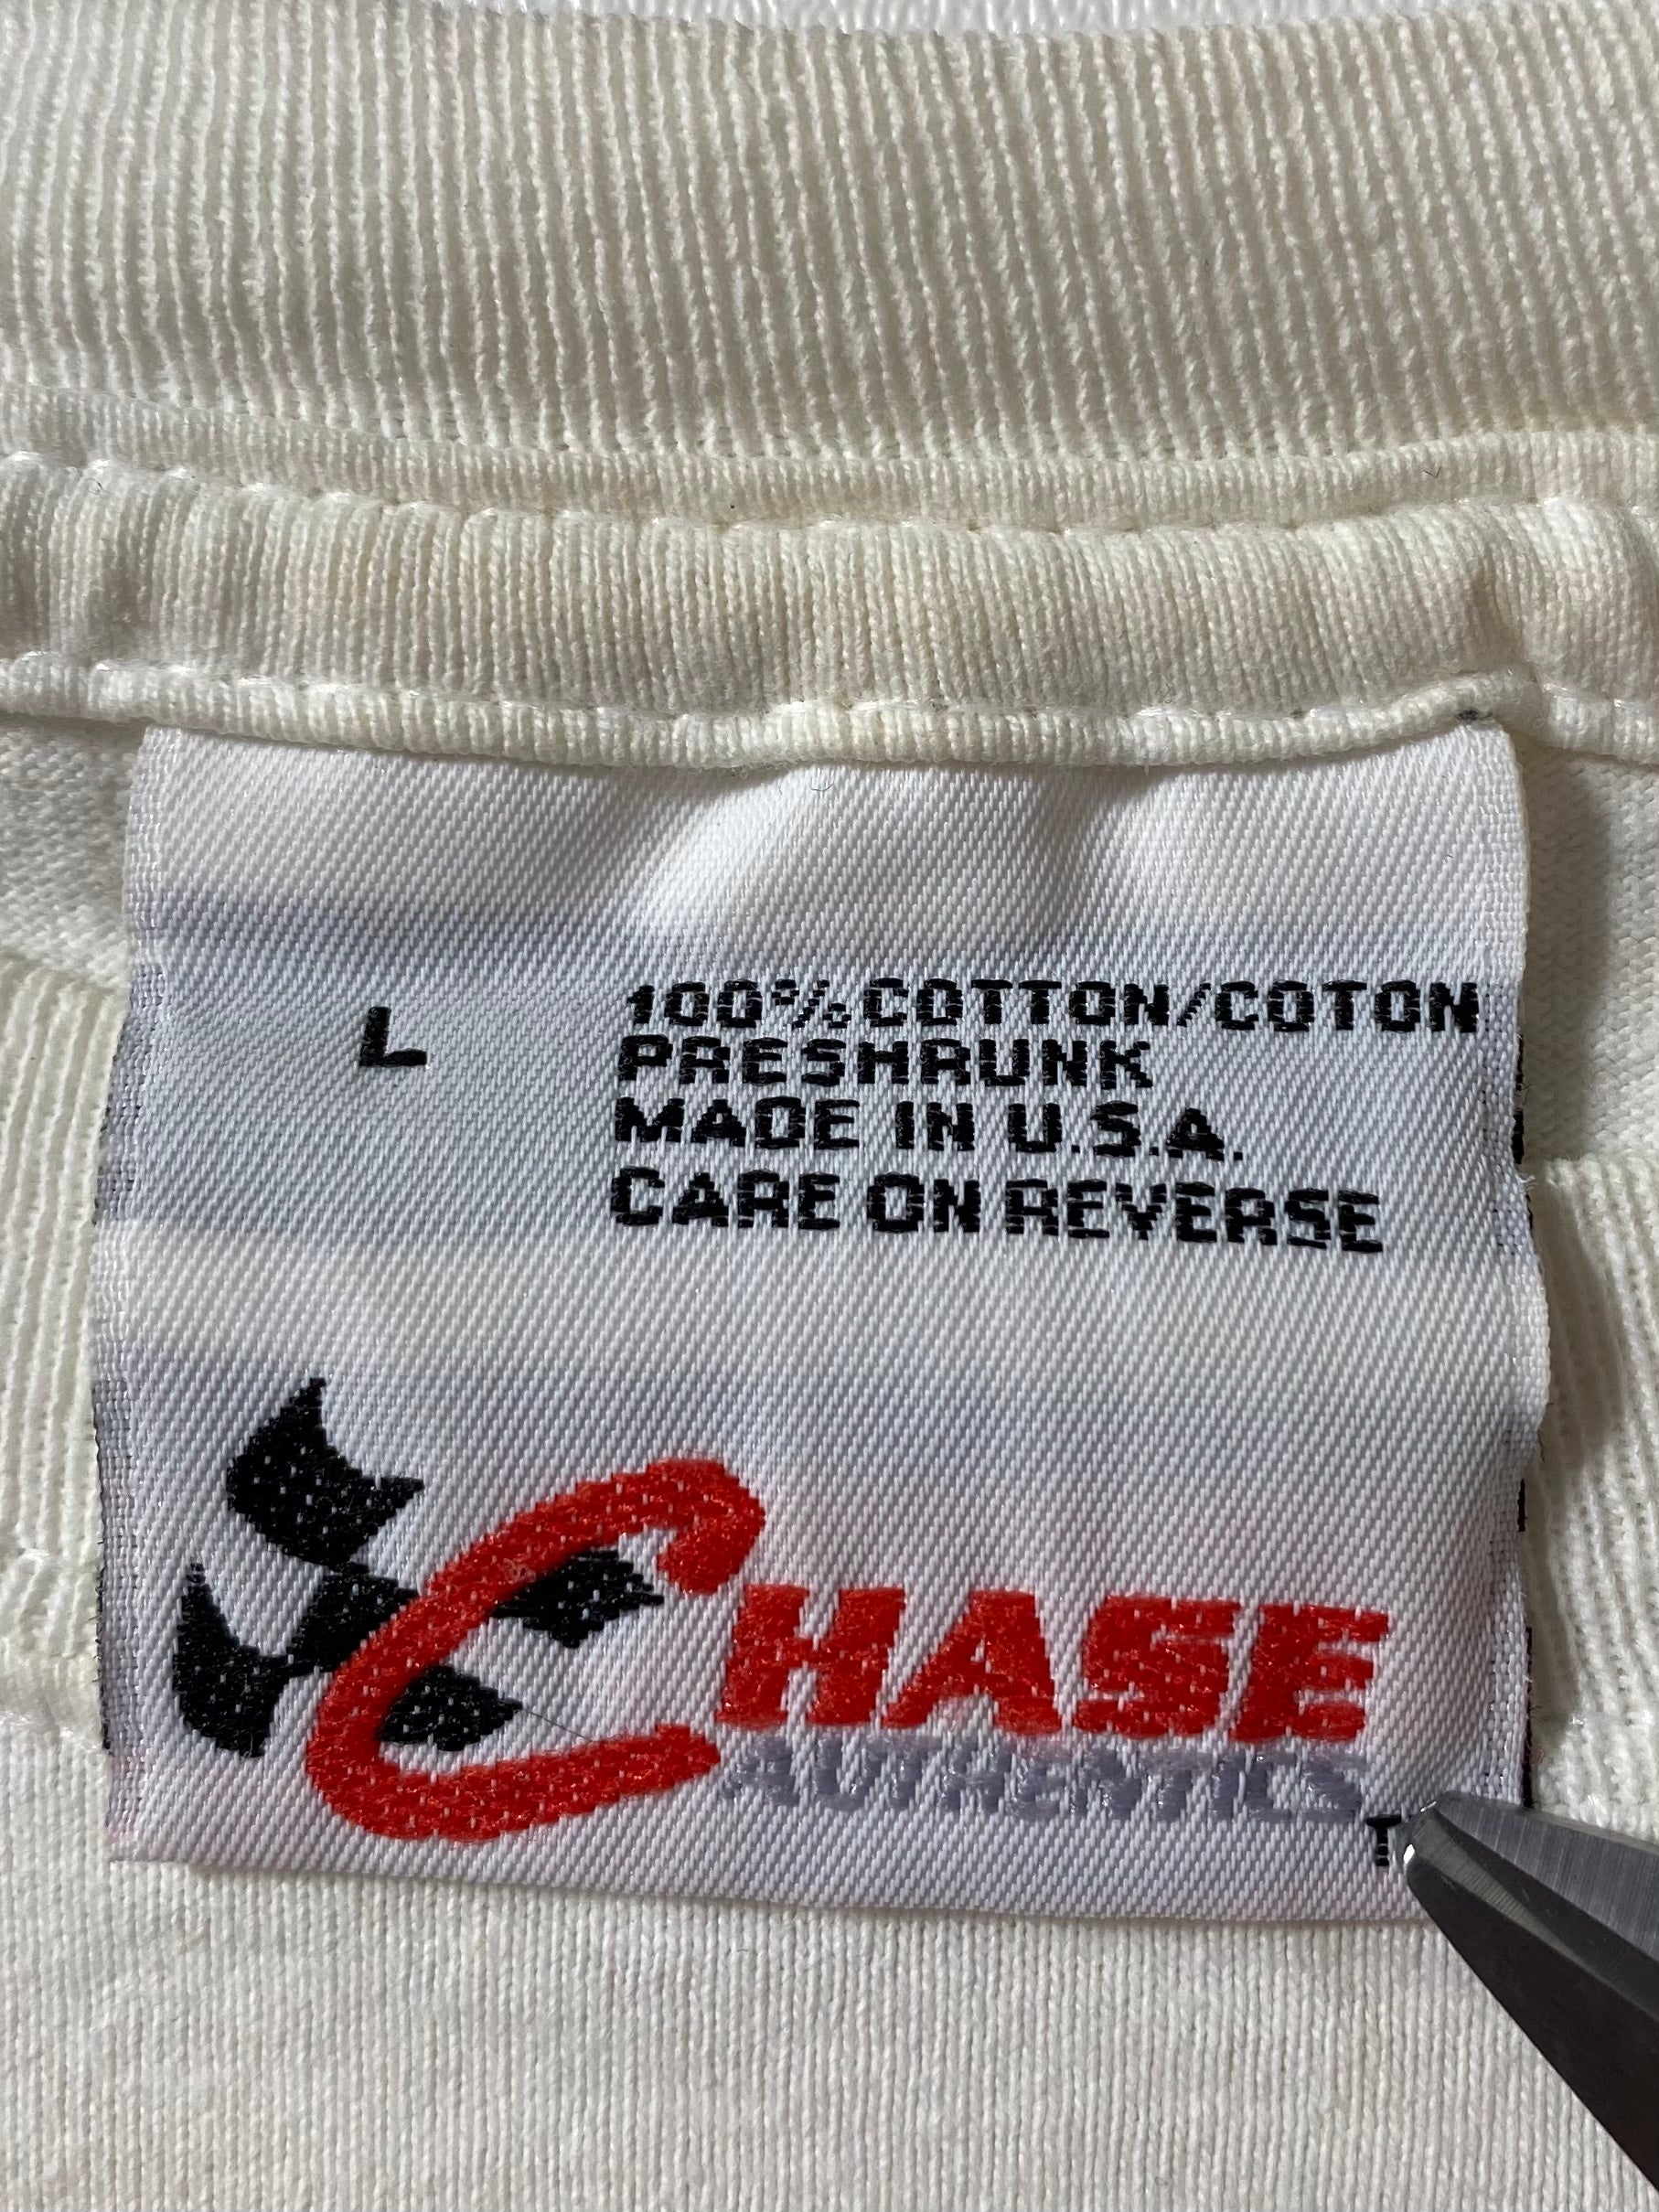 L
100% COTTON/COTON
PRESHRUNK
MADE IN U.S.A.
CARE ON REVERSE
CHASE
AUTHENTICS